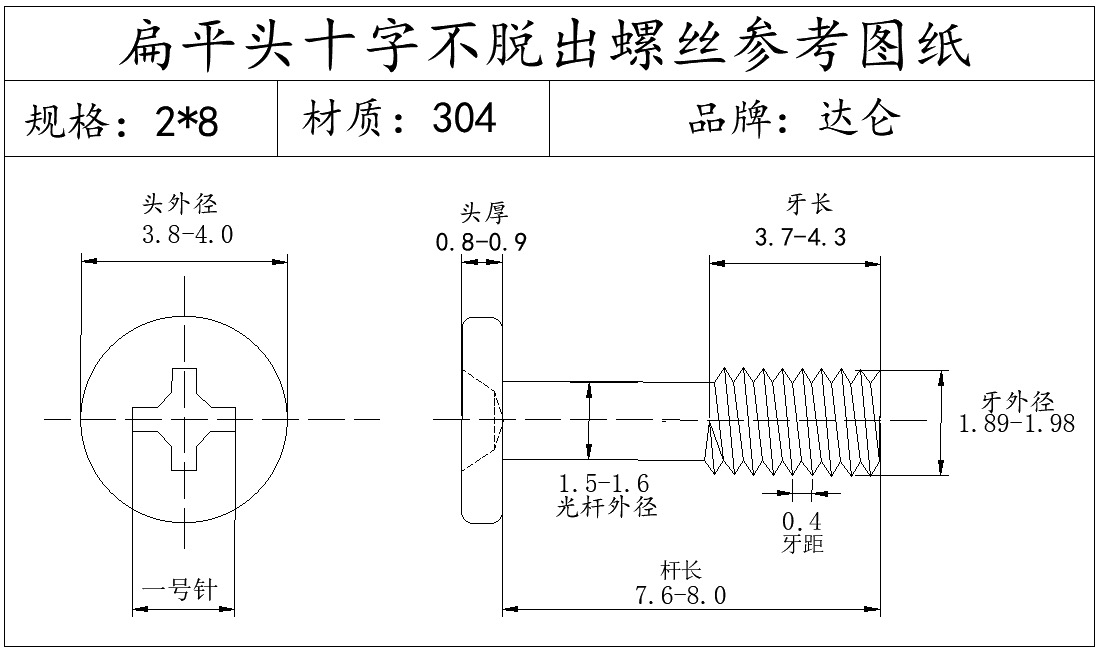 扁平头十字不脱出螺丝参考图纸
规格：2*8
材质：304
品牌：达仑
头外径
3.8-4.0
头厚
0.8-0.9
牙长
3.7-4.3
牙外径
1.89-1.98
1.5-1.6
光杆外径
0.4
牙距
一号针
杆长
7.6-8.0